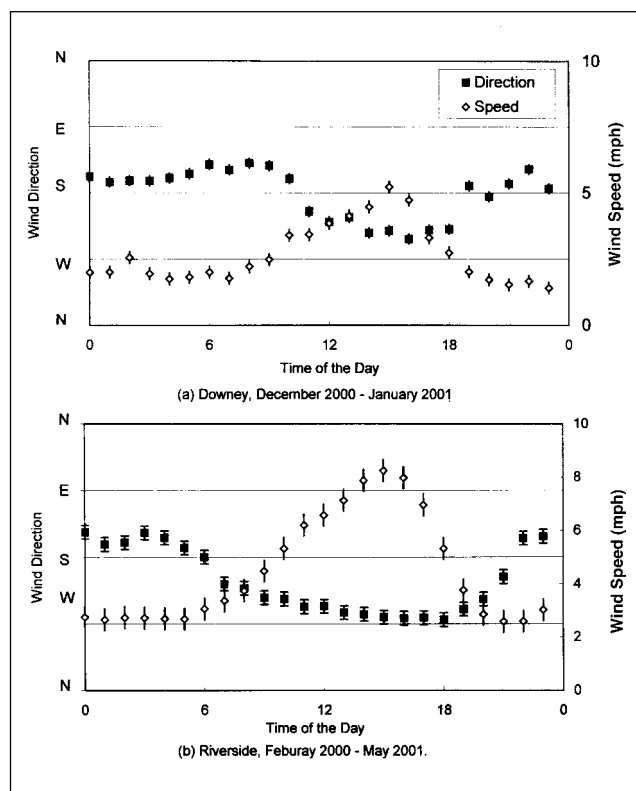 N
E
S
W
N
Wind Direction
10
5
0
Wind Speed (mph)
Direction
Speed
0 6 12 18 0
Time of the Day
(a) Downey, December 2000 - January 2001
N
E
S
W
N
Wind Direction
10
8
6
4
2
0
Wind Speed (mph)
0 6 12 18 0
Time of the Day
(b) Riverside, Feburay 2000 - May 2001.